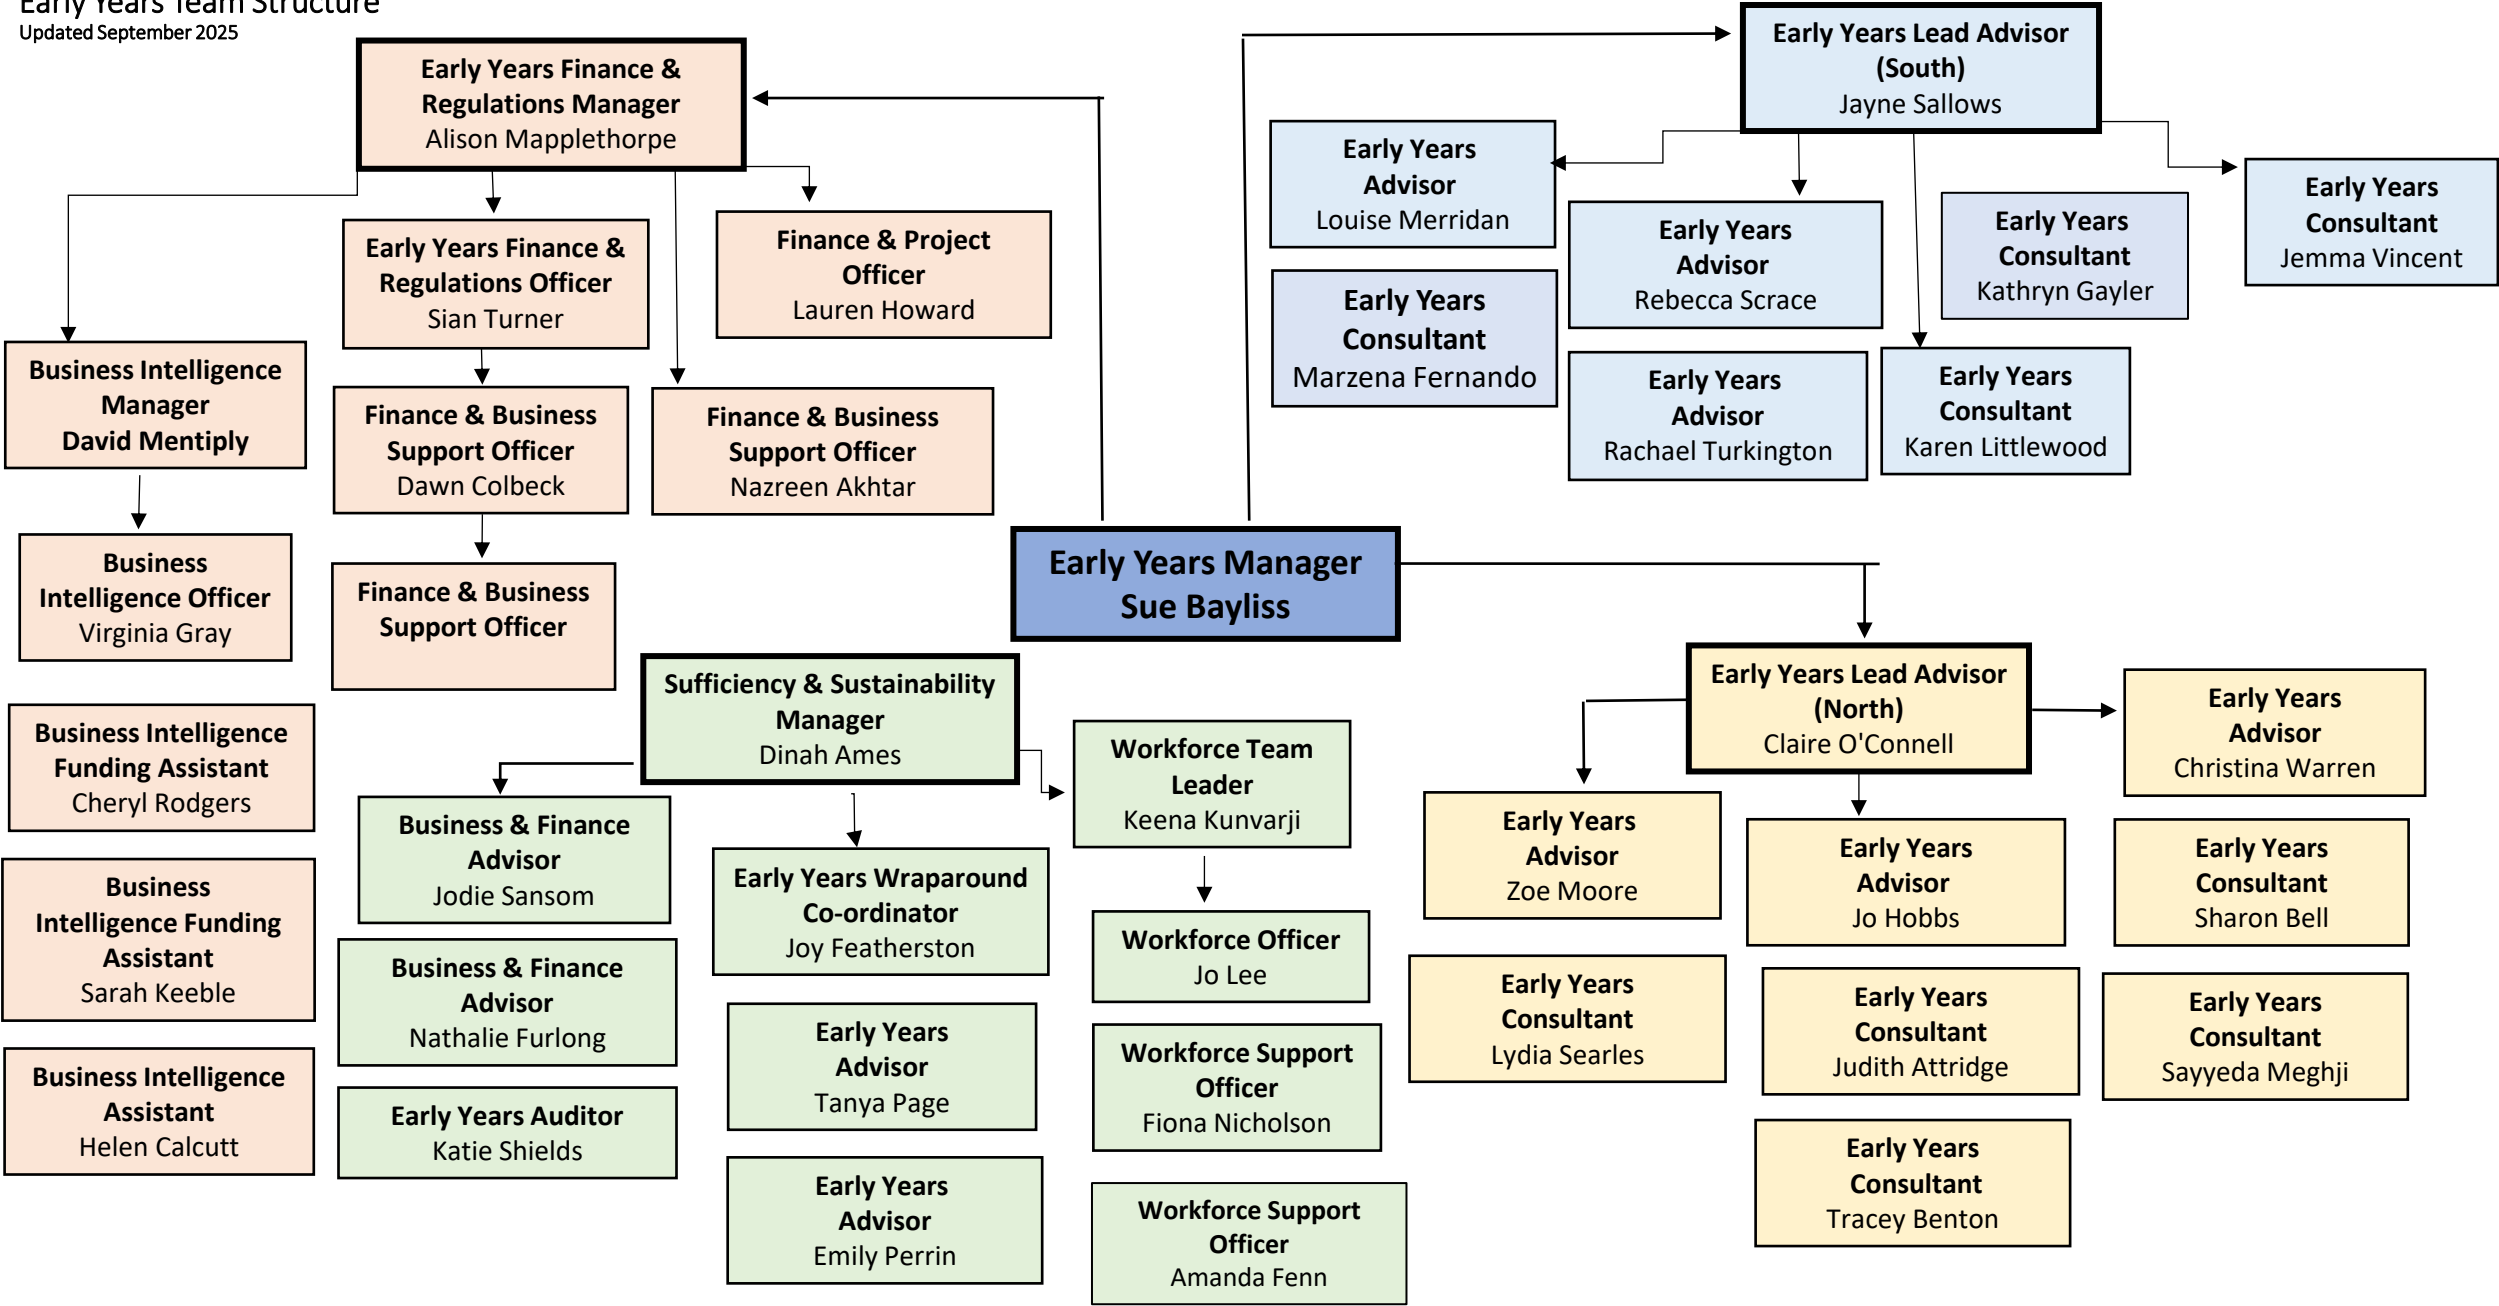 Early Years Team Structure
Updated September 2025
Early Years Finance &
Regulations Manager
Alison Mapplethorpe
Early Years Finance &
Regulations Officer
Sian Turner
Finance & Project
Officer
Lauren Howard
Business Intelligence
Manager
David Mentiply
Finance & Business
Support Officer
Dawn Colbeck
Finance & Business
Support Officer
Nazreen Akhtar
Business
Intelligence Officer
Virginia Gray
Finance & Business
Support Officer
Business Intelligence
Funding Assistant
Cheryl Rodgers
Business
Intelligence Funding
Assistant
Sarah Keeble
Business Intelligence
Assistant
Helen Calcutt
Early Years Lead Advisor
(South)
Jayne Sallows
Early Years
Advisor
Louise Merridan
Early Years
Advisor
Rebecca Scrace
Early Years
Consultant
Kathryn Gayler
Early Years
Consultant
Jemma Vincent
Early Years
Consultant
Marzena Fernando
Early Years
Advisor
Rachael Turkington
Early Years
Consultant
Karen Littlewood
Early Years Manager
Sue Bayliss
Sufficiency & Sustainability
Manager
Dinah Ames
Business & Finance
Advisor
Jodie Sansom
Business & Finance
Advisor
Nathalie Furlong
Early Years Auditor
Katie Shields
Early Years Wraparound
Co-ordinator
Joy Featherston
Early Years
Advisor
Tanya Page
Early Years
Advisor
Emily Perrin
Workforce Team
Leader
Keena Kunvarji
Workforce Officer
Jo Lee
Workforce Support
Officer
Fiona Nicholson
Workforce Support
Officer
Amanda Fenn
Early Years Lead Advisor
(North)
Claire O'Connell
Early Years
Advisor
Zoe Moore
Early Years
Consultant
Lydia Searles
Early Years
Advisor
Jo Hobbs
Early Years
Consultant
Judith Attridge
Early Years
Consultant
Tracey Benton
Early Years
Advisor
Christina Warren
Early Years
Consultant
Sharon Bell
Early Years
Consultant
Sayyeda Meghji